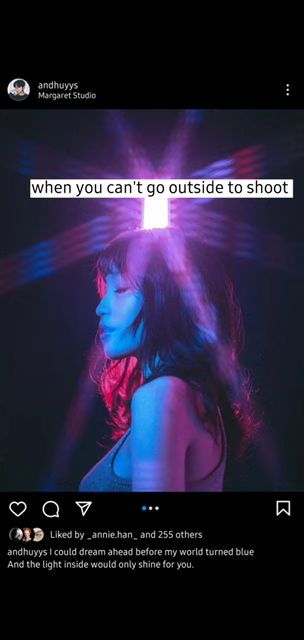 andhuyys
Margaret Studio
when you can't go outside to shoot
Liked by _annie.han_ and 255 others
andhuyys I could dream ahead before my world turned blue
And the light inside would only shine for you.